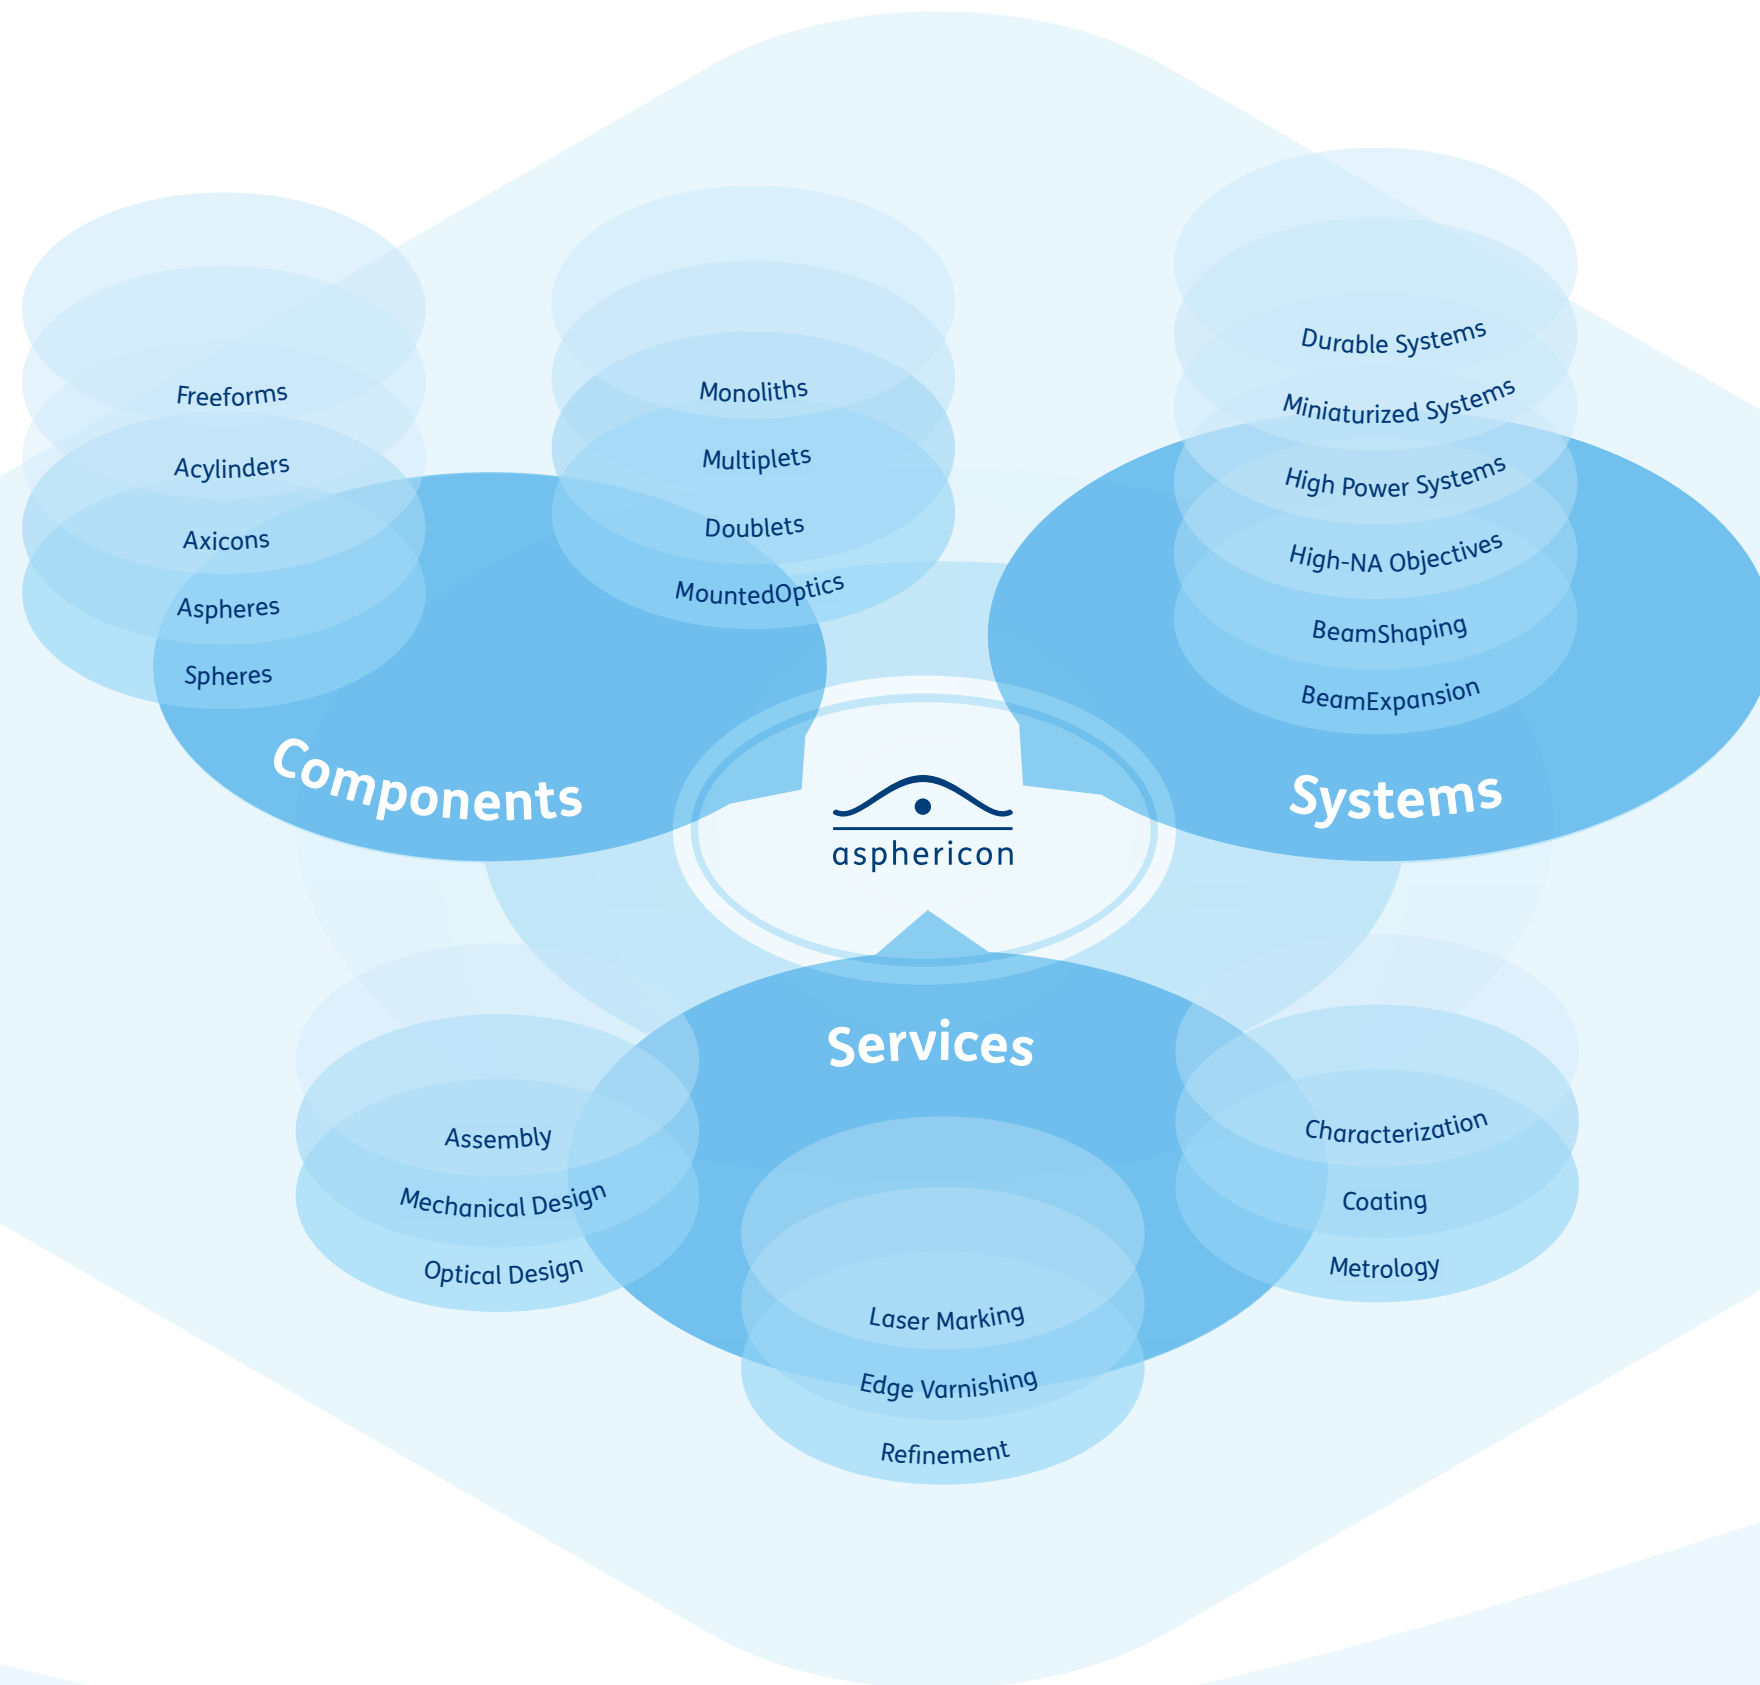 Freeforms
Acylinders
Axicons
Aspheres
Spheres
Monoliths
Multiplets
Doublets
MountedOptics
Components
Durable Systems
Miniaturized Systems
High Power Systems
High-NA Objectives
BeamShaping
BeamExpansion
Systems
asphericon
Services
Assembly
Mechanical Design
Optical Design
Laser Marking
Edge Varnishing
Refinement
Characterization
Coating
Metrology